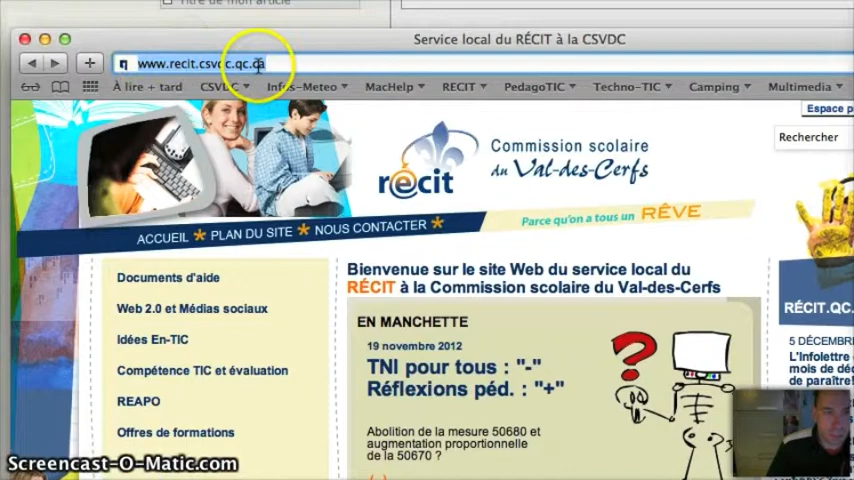 Titre de mon article
Service local du RÉCIT à la CSVDC
www.recit.csvdc.qc.ca
À lire + tard CSVDC Infos-Meteo MacHelp RECIT PedagoTIC Techno-TIC Camping Multimedia
Espace p
Rechercher
récit
Commission scolaire
du Val-des-Cerfs
Parce qu'on a tous un RÊVE
ACCUEIL * PLAN DU SITE * NOUS CONTACTER *
Documents d'aide
Web 2.0 et Médias sociaux
Idées En-TIC
Compétence TIC et évaluation
REAPO
Offres de formations
Bienvenue sur le site Web du service local du
RÉCIT à la Commission scolaire du Val-des-Cerfs
EN MANCHETTE
19 novembre 2012
TNI pour tous : "-"
Réflexions péd. : "+"
Abolition de la mesure 50680 et
augmentation proportionnelle
de la 50670 ?
?
RÉCIT.QC.
5 DÉCEMBRE
L'Infolettre
mois de dé
de paraître!
Screencast-O-Matic.com